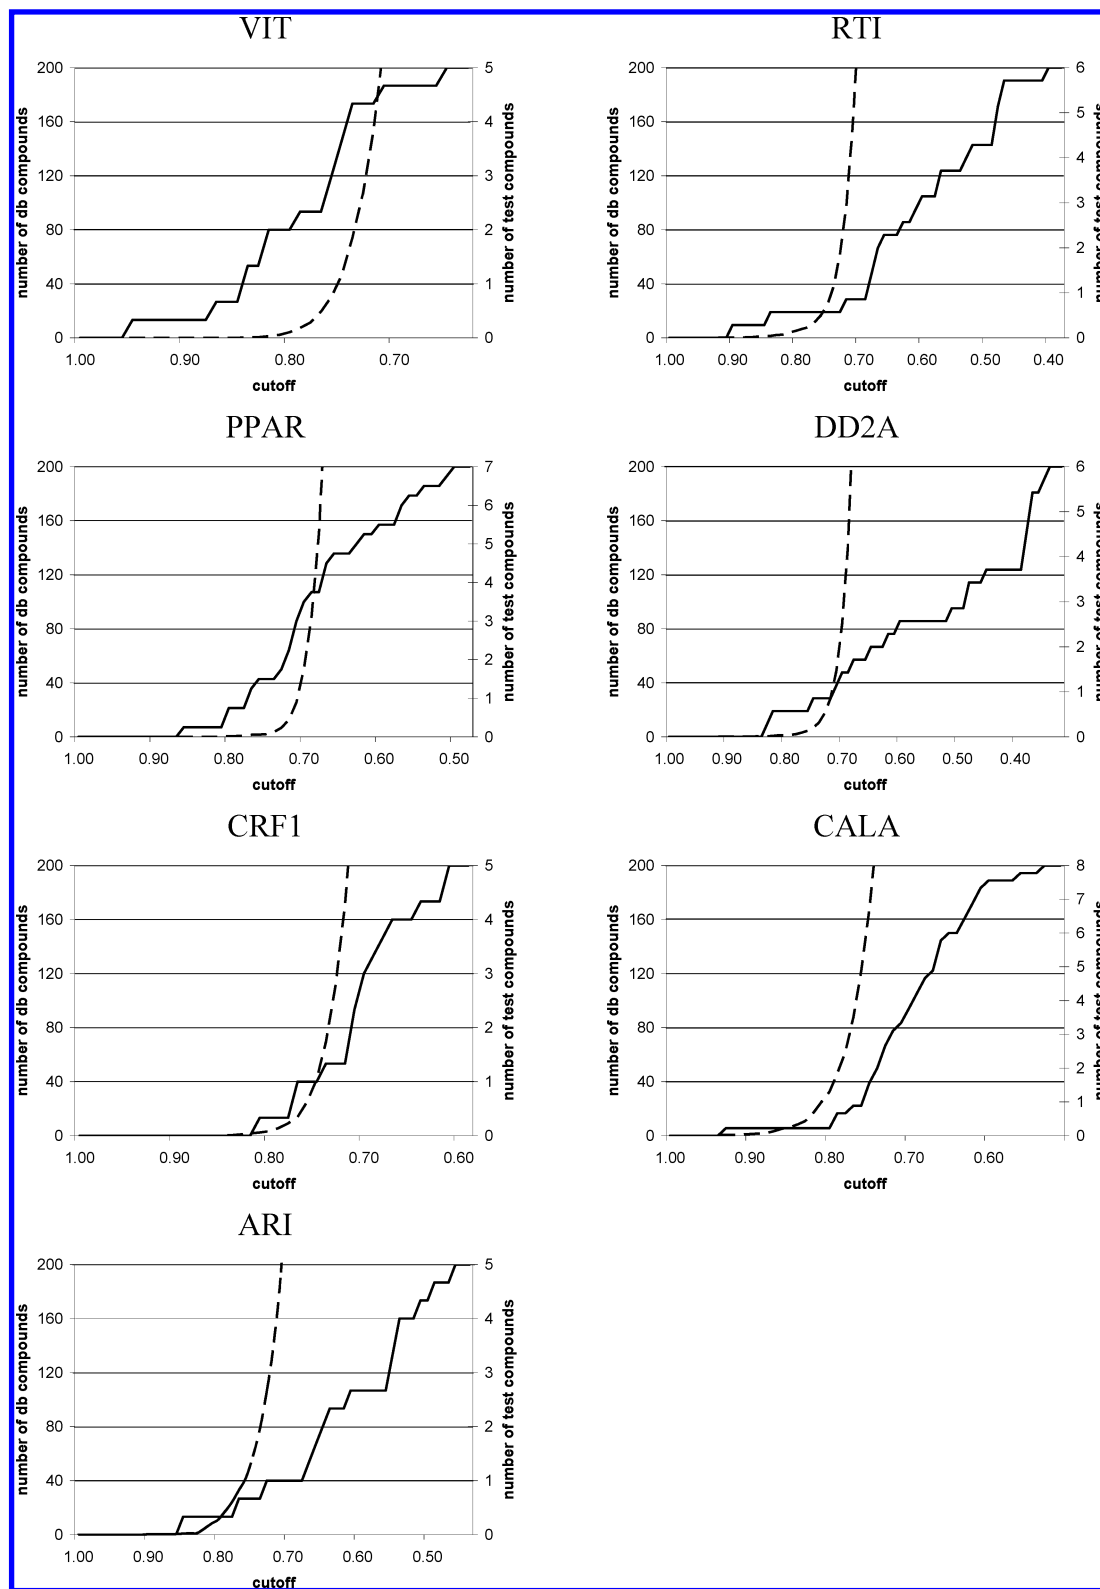 VIT
200 160 120 80 40 0
number of db compounds
5 4 3 2 1 0
number of test compounds
1.00 0.90 0.80 0.70
cutoff
RTI
200 160 120 80 40 0
number of db compounds
6 5 4 3 2 1 0
number of test compounds
1.00 0.90 0.80 0.70 0.60 0.50 0.40
cutoff
PPAR
200 160 120 80 40 0
number of db compounds
7 6 5 4 3 2 1 0
number of test compounds
1.00 0.90 0.80 0.70 0.60 0.50
cutoff
DD2A
200 160 120 80 40 0
number of db compounds
6 5 4 3 2 1 0
number of test compounds
1.00 0.90 0.80 0.70 0.60 0.50 0.40
cutoff
CRF1
200 160 120 80 40 0
number of db compounds
5 4 3 2 1 0
number of test compounds
1.00 0.90 0.80 0.70 0.60
cutoff
CALA
200 160 120 80 40 0
number of db compounds
8 7 6 5 4 3 2 1 0
number of test compounds
1.00 0.90 0.80 0.70 0.60
cutoff
ARI
200 160 120 80 40 0
number of db compounds
5 4 3 2 1 0
number of test compounds
1.00 0.90 0.80 0.70 0.60 0.50
cutoff